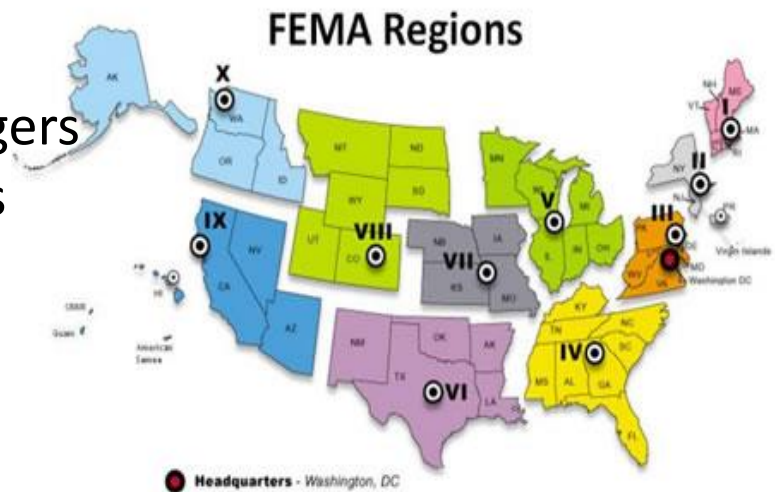 FEMA Regions
gers
s
AK
X
WA
OR
ID
MT
ND
SD
WY
UT
CO
VIII
IX
NV
CA
AZ
HI
Guam
American
Samoa
NB
IA
KS
MO
VII
MN
WI
MI
IL
IN
OH
V
NM
TX
OK
AR
LA
VI
KY
TN
NC
SC
MS
AL
GA
FL
IV
NH
VT
ME
I
MA
RI
II
NY
NJ
PR
Virgin Islands
III
PA
DE
MD
WV
VA
Washington DC
Headquarters - Washington, DC